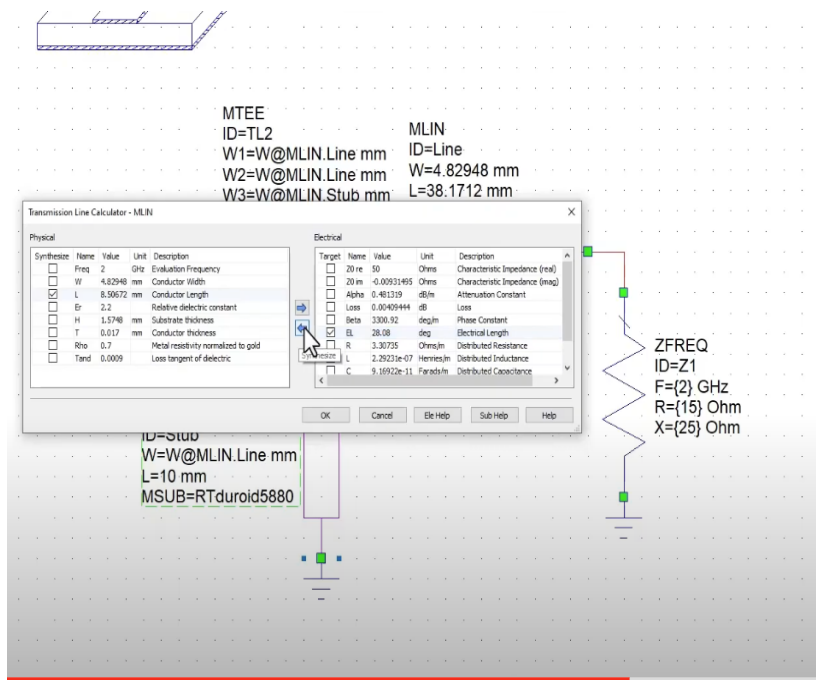 MTEE
ID=TL2
W1=W@MLIN.Line mm
W2=W@MLIN.Line mm
W3=W@MLIN.Stub mm
MLIN
ID=Line
W=4.82948 mm
L=38.1712 mm
Transmission Line Calculator - MLIN
Physical
Synthesize Name Value Unit Description
Freq 2 GHz Evaluation Frequency
W 4.82948 mm Conductor Width
L 8.50672 mm Conductor Length
Er 2.2 Relative dielectric constant
H 1.5748 mm Substrate thickness
T 0.017 mm Conductor thickness
Rho 0.7 Metal resistivity normalized to gold
Tand 0.0009 Loss tangent of dielectric
Electrical
Target Name Value Unit Description
Z0 re 50 Ohms Characteristic Impedance (real)
Z0 im -0.00931495 Ohms Characteristic Impedance (imag)
Alpha 0.481319 dB/m Attenuation Constant
Loss 0.00409444 dB Loss
Beta 3300.92 deg/m Phase Constant
EL 28.08 deg Electrical Length
R 3.30735 Ohms/m Distributed Resistance
L 2.29231e-07 Henries/m Distributed Inductance
C 9.16922e-11 Farads/m Distributed Capacitance
OK Cancel Ele Help Sub Help Help
ID=Stub
W=W@MLIN.Line mm
L=10 mm
MSUB=RTduroid5880
ZFREQ
ID=Z1
F={2} GHz
R={15} Ohm
X={25} Ohm